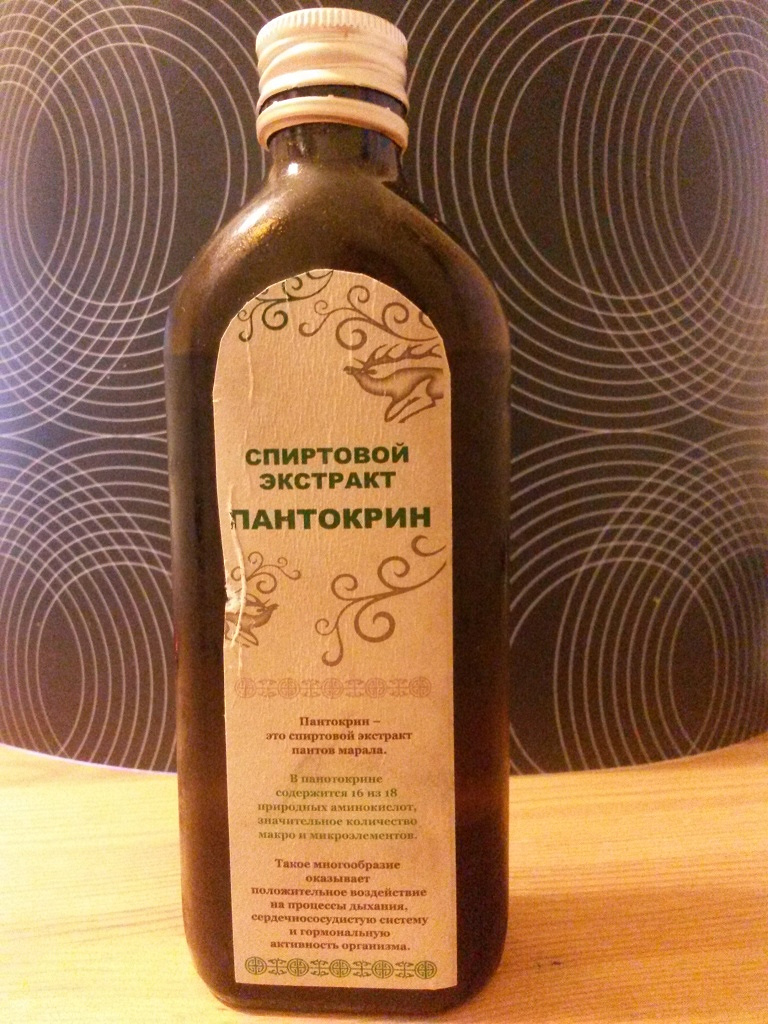 СПИРТОВОЙ
ЭКСТРАКТ
ПАНТОКРИН
Пантокрин –
это спиртовой экстракт
пантов марала.
В панотокрине
содержится 16 из 18
природных аминокислот,
значительное количество
макро и микроэлементов.
Такое многообразие
оказывает
положительное воздействие
на процессы дыхания,
сердечнососудистую систему
и гормональную
активность организма.